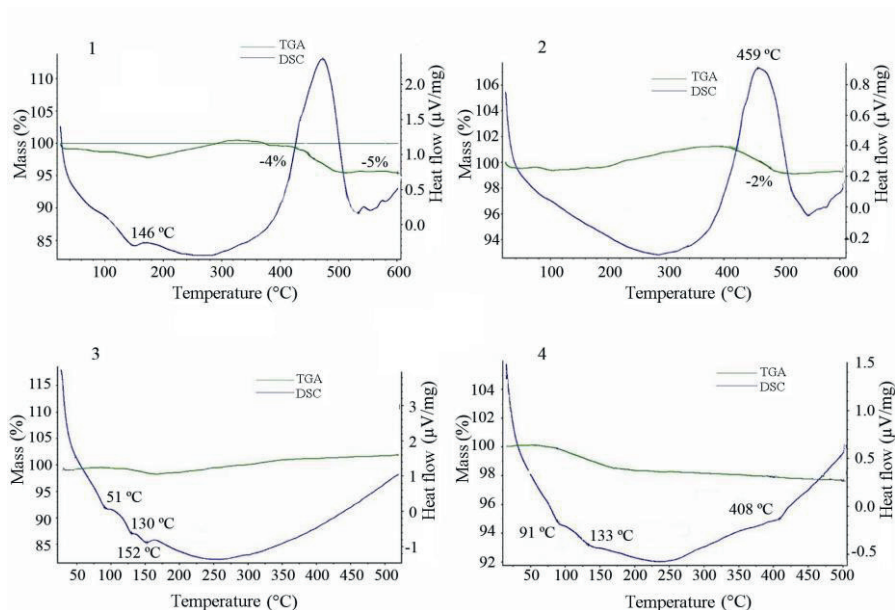 1
TGA
DSC
110
105
100
95
90
85
Mass (%)
146 ºC
-4%
-5%
2.0
1.5
1.0
0.5
0.0
Heat flow (µV/mg)
100 200 300 400 500 600
Temperature (°C)
2
TGA
DSC
459 ºC
106
104
102
100
98
96
94
Mass (%)
-2%
0.8
0.6
0.4
0.2
0.0
-0.2
Heat flow (µV/mg)
100 200 300 400 500 600
Temperature (°C)
3
TGA
DSC
115
110
105
100
95
90
85
Mass (%)
51 ºC
130 ºC
152 ºC
3
2
1
0
-1
Heat flow (µV/mg)
50 100 150 200 250 300 350 400 450 500
Temperature (°C)
4
TGA
DSC
104
102
100
98
96
94
92
Mass (%)
91 ºC
133 ºC
408 ºC
1.5
1.0
0.5
0.0
-0.5
Heat flow (µV/mg)
50 100 150 200 250 300 350 400 450 500
Temperature (°C)